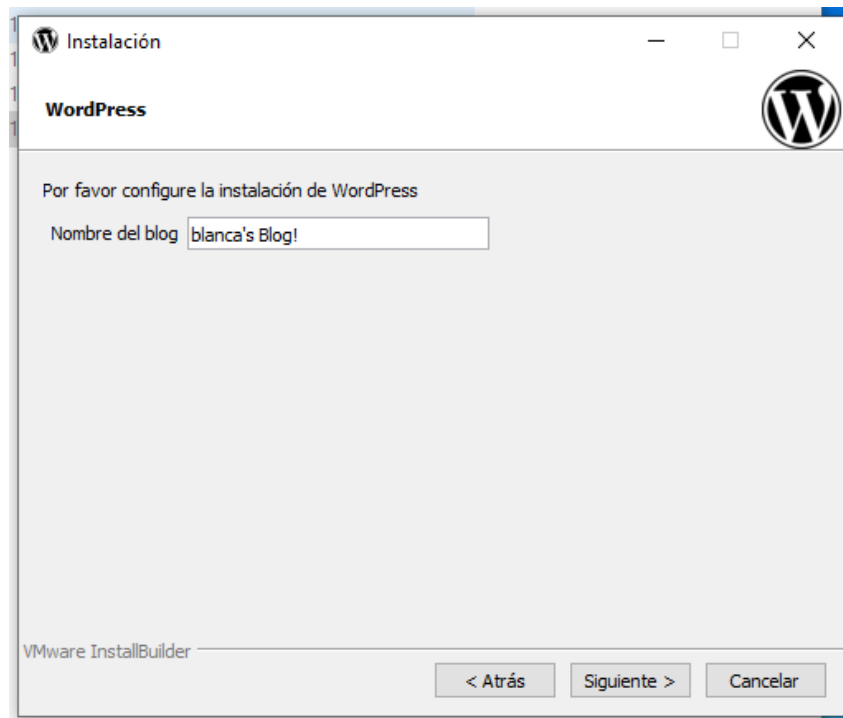 Instalación
WordPress
Por favor configure la instalación de WordPress
Nombre del blog blanca's Blog!
VMware InstallBuilder
< Atrás Siguiente > Cancelar